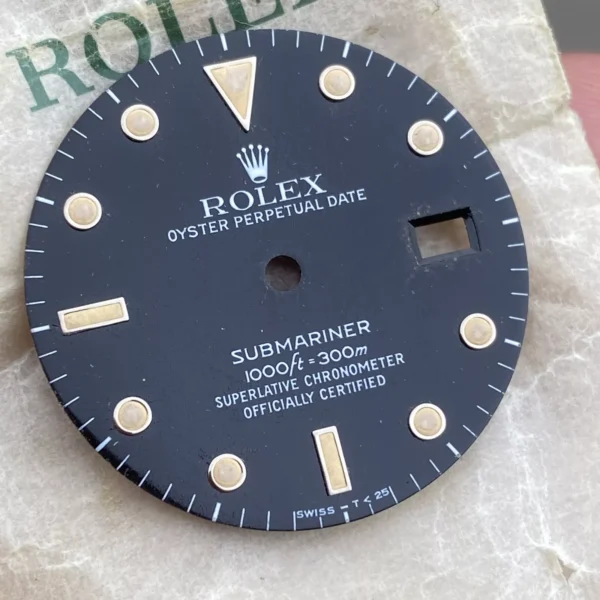 ROLEX
ROLEX
OYSTER PERPETUAL DATE
SUBMARINER
1000ft = 300m
SUPERLATIVE CHRONOMETER
OFFICIALLY CERTIFIED
SWISS – T < 25